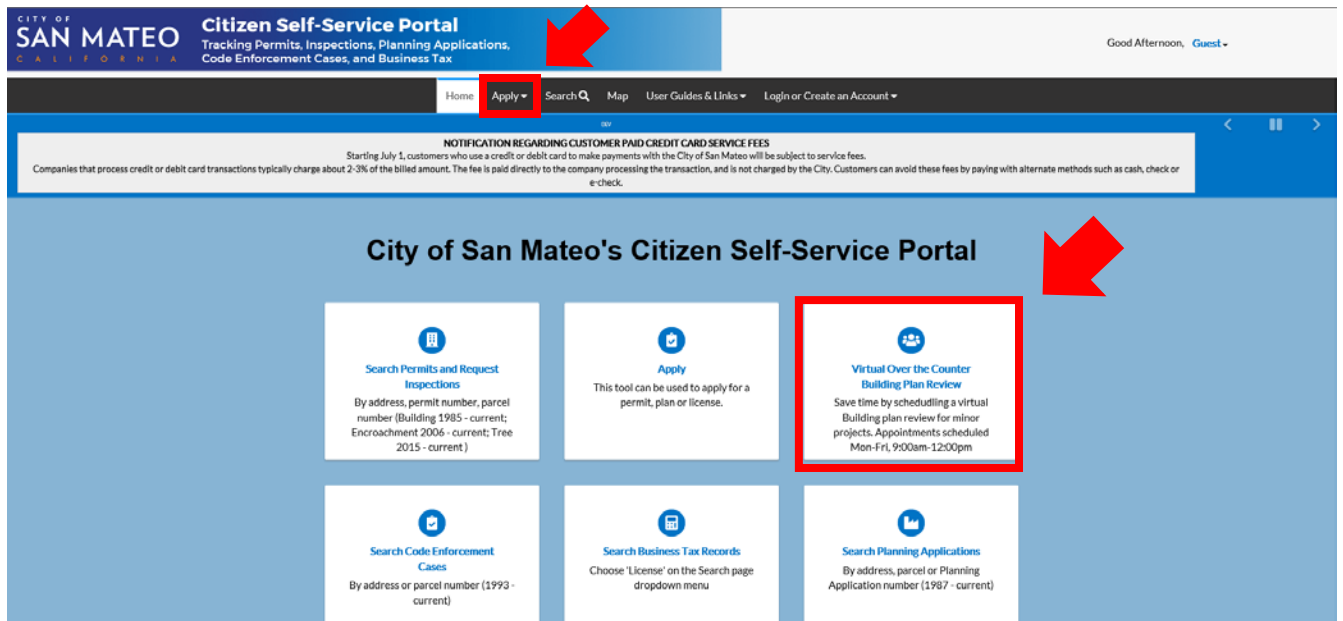 CITY OF
SAN MATEO
CALIFORNIA
Citizen Self-Service Portal
Tracking Permits, Inspections, Planning Applications,
Code Enforcement Cases, and Business Tax
Good Afternoon, Guest
Home Apply Search Map User Guides & Links Login or Create an Account
DEV
NOTIFICATION REGARDING CUSTOMER PAID CREDIT CARD SERVICE FEES
Starting July 1, customers who use a credit or debit card to make payments with the City of San Mateo will be subject to service fees.
Companies that process credit or debit card transactions typically charge about 2-3% of the billed amount. The fee is paid directly to the company processing the transaction, and is not charged by the City. Customers can avoid these fees by paying with alternate methods such as cash, check or
e-check.
City of San Mateo's Citizen Self-Service Portal
Search Permits and Request
Inspections
By address, permit number, parcel
number (Building 1985 - current;
Encroachment 2006 - current; Tree
2015 - current )
Apply
This tool can be used to apply for a
permit, plan or license.
Virtual Over the Counter
Building Plan Review
Save time by schedudling a virtual
Building plan review for minor
projects. Appointments scheduled
Mon-Fri, 9:00am-12:00pm
Search Code Enforcement
Cases
By address or parcel number (1993 -
current)
Search Business Tax Records
Choose 'License' on the Search page
dropdown menu
Search Planning Applications
By address, parcel or Planning
Application number (1987 - current)